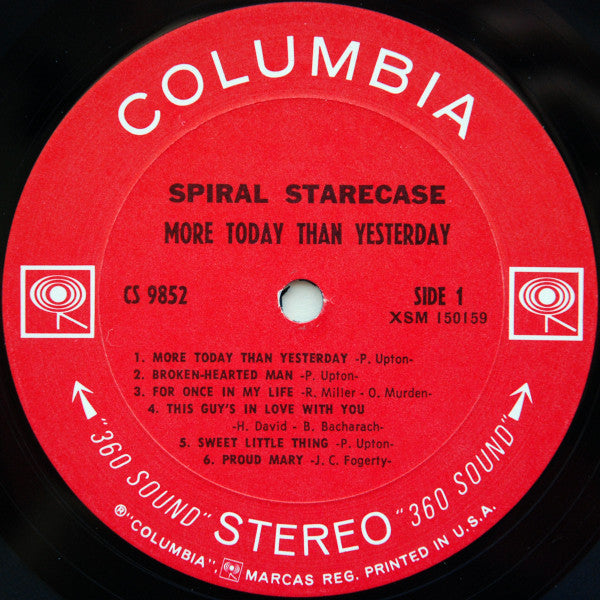 COLUMBIA
SPIRAL STARECASE
MORE TODAY THAN YESTERDAY
CS 9852
SIDE 1
XSM 150159
1. MORE TODAY THAN YESTERDAY -P. Upton-
2. BROKEN-HEARTED MAN -P. Upton-
3. FOR ONCE IN MY LIFE -R. Miller - O. Murden-
4. THIS GUY'S IN LOVE WITH YOU
-H. David - B. Bacharach-
5. SWEET LITTLE THING -P. Upton-
6. PROUD MARY -J. C. Fogerty-
"360 SOUND" STEREO "360 SOUND"
®"COLUMBIA", MARCAS REG. PRINTED IN U.S.A.